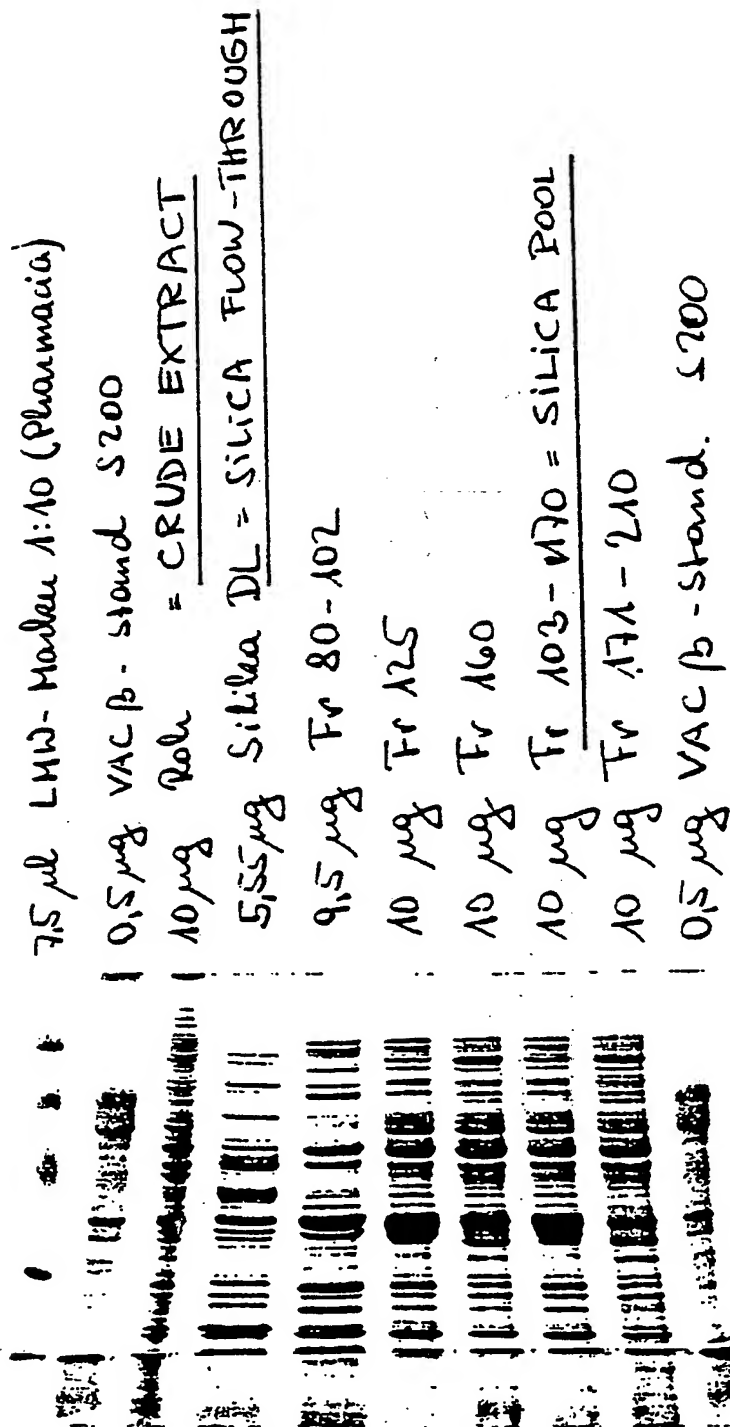 7,5 µl LMW-Marker 1:10 (Pharmacia)
0,5 µg VAC β-Stand S200
10 µg Roh = CRUDE EXTRACT
5,55 µg Silika DL = SILICA FLOW-THROUGH
9,5 µg Fr 80-102
10 µg Fr 125
10 µg Fr 160
10 µg Fr 103-170 = SILICA POOL
10 µg Fr 171-210
0,5 µg VAC β-Stand. S200